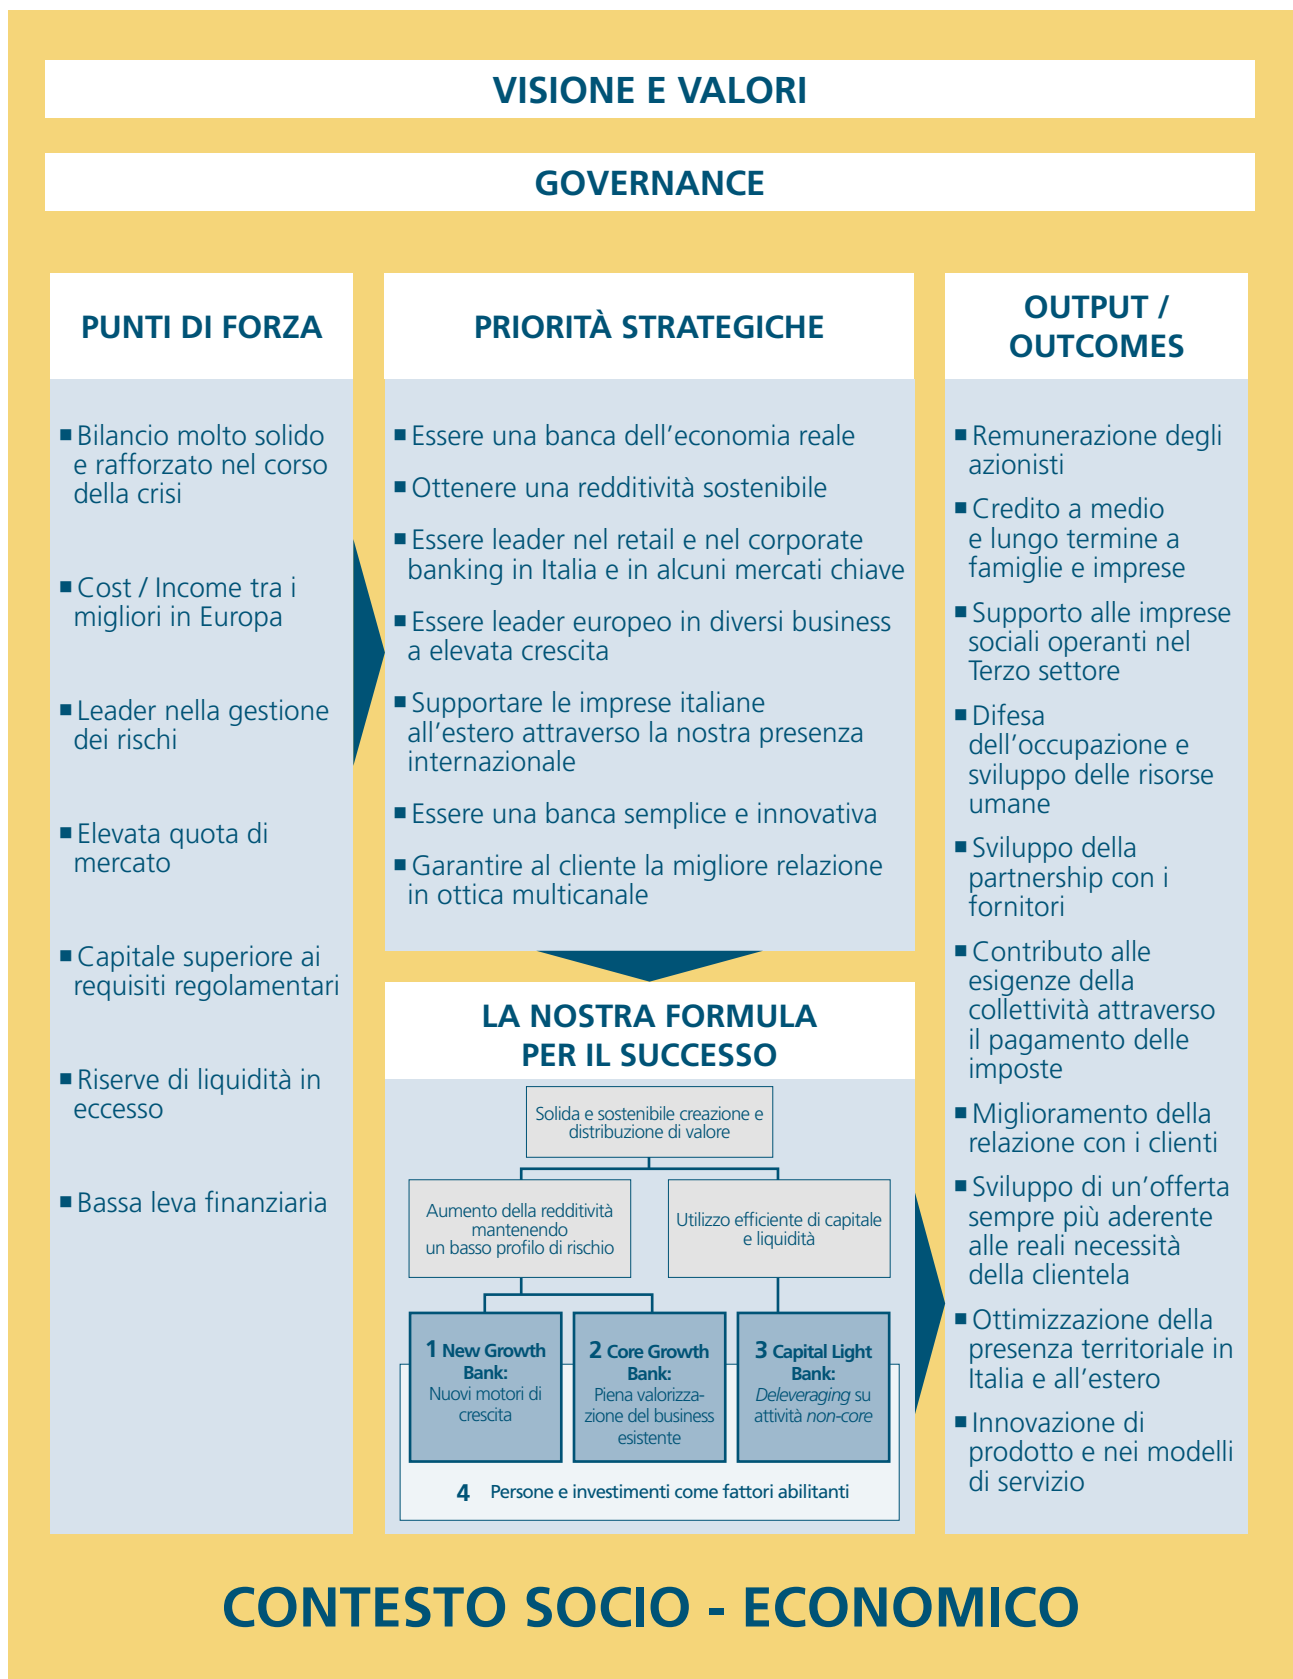 VISIONE E VALORI
GOVERNANCE
PUNTI DI FORZA
■ Bilancio molto solido
e rafforzato nel corso
della crisi
■ Cost / Income tra i
migliori in Europa
■ Leader nella gestione
dei rischi
■ Elevata quota di
mercato
■ Capitale superiore ai
requisiti regolamentari
■ Riserve di liquidità in
eccesso
■ Bassa leva finanziaria
PRIORITÀ STRATEGICHE
■ Essere una banca dell'economia reale
■ Ottenere una redditività sostenibile
■ Essere leader nel retail e nel corporate
banking in Italia e in alcuni mercati chiave
■ Essere leader europeo in diversi business
a elevata crescita
■ Supportare le imprese italiane
all'estero attraverso la nostra presenza
internazionale
■ Essere una banca semplice e innovativa
■ Garantire al cliente la migliore relazione
in ottica multicanale
LA NOSTRA FORMULA
PER IL SUCCESSO
Solida e sostenibile creazione e
distribuzione di valore
Aumento della redditività
mantenendo
un basso profilo di rischio
Utilizzo efficiente di capitale
e liquidità
1 New Growth
Bank:
Nuovi motori di
crescita
2 Core Growth
Bank:
Piena valorizza-
zione del business
esistente
3 Capital Light
Bank:
Deleveraging su
attività non-core
4 Persone e investimenti come fattori abilitanti
OUTPUT /
OUTCOMES
■ Remunerazione degli
azionisti
■ Credito a medio
e lungo termine a
famiglie e imprese
■ Supporto alle imprese
sociali operanti nel
Terzo settore
■ Difesa
dell'occupazione e
sviluppo delle risorse
umane
■ Sviluppo della
partnership con i
fornitori
■ Contributo alle
esigenze della
collettività attraverso
il pagamento delle
imposte
■ Miglioramento della
relazione con i clienti
■ Sviluppo di un'offerta
sempre più aderente
alle reali necessità
della clientela
■ Ottimizzazione della
presenza territoriale in
Italia e all'estero
■ Innovazione di
prodotto e nei modelli
di servizio
CONTESTO SOCIO - ECONOMICO